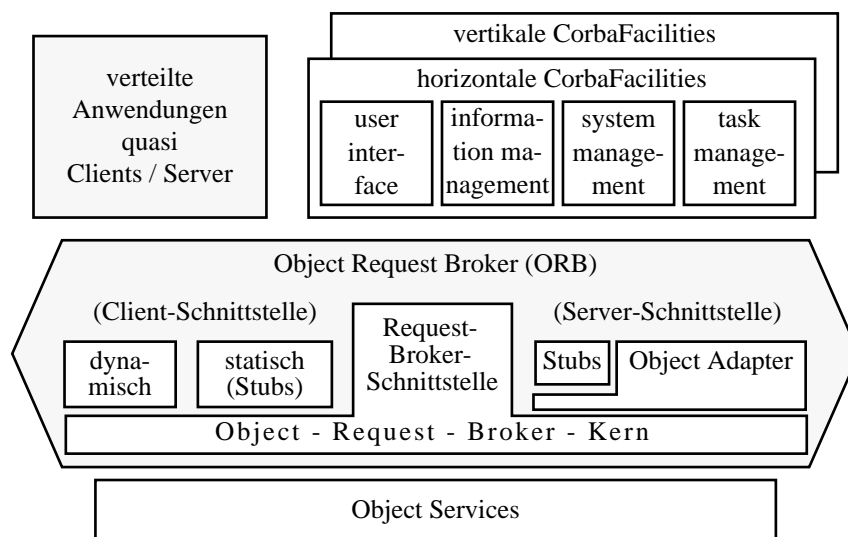 verteilte
Anwendungen
quasi
Clients / Server
vertikale CorbaFacilities
horizontale CorbaFacilities
user
inter-
face
informa-
tion ma-
nagement
system
manage-
ment
task
manage-
ment
Object Request Broker (ORB)
(Client-Schnittstelle)
(Server-Schnittstelle)
dyna-
misch
statisch
(Stubs)
Request-
Broker-
Schnittstelle
Stubs
Object Adapter
Object - Request - Broker - Kern
Object Services